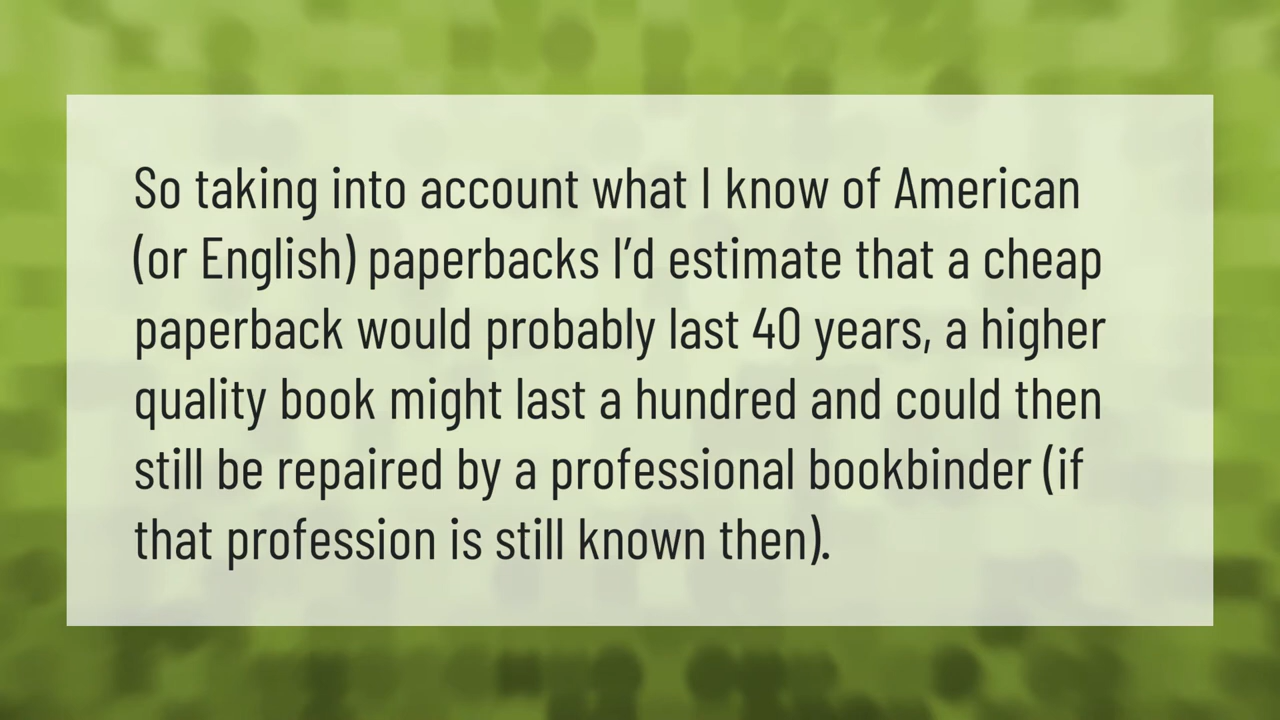 So taking into account what I know of American
(or English) paperbacks I’d estimate that a cheap
paperback would probably last 40 years, a higher
quality book might last a hundred and could then
still be repaired by a professional bookbinder (if
that profession is still known then).